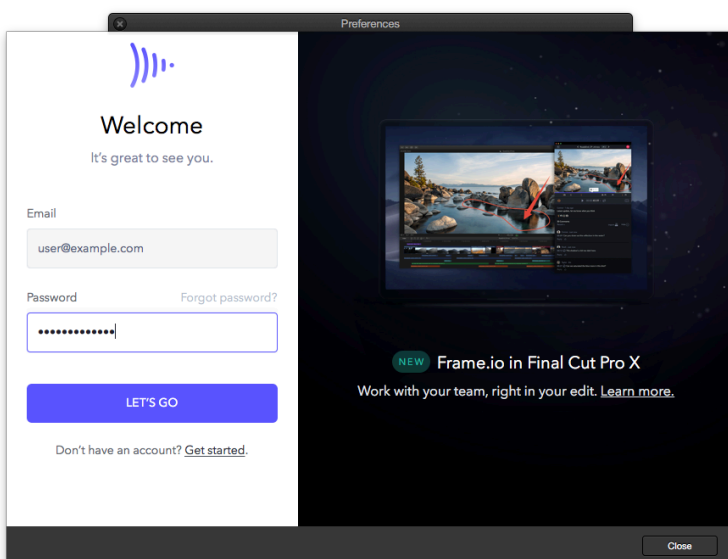 Preferences
Welcome
It's great to see you.
Email
user@example.com
Password Forgot password?
•••••••••••••
LET'S GO
Don't have an account? Get started.
NEW Frame.io in Final Cut Pro X
Work with your team, right in your edit. Learn more.
Close